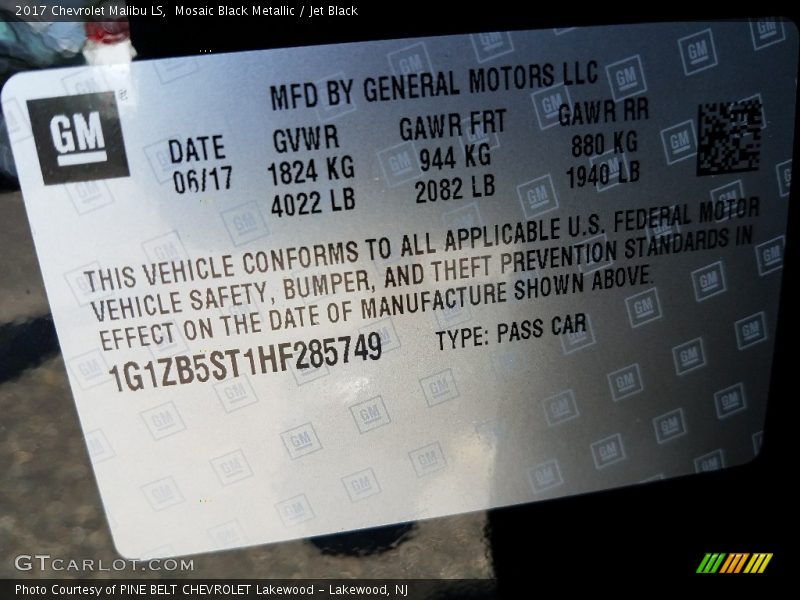 2017 Chevrolet Malibu LS,  Mosaic Black Metallic / Jet Black
GM
MFD BY GENERAL MOTORS LLC
DATE GVWR GAWR FRT GAWR RR
06/17 1824 KG 944 KG 880 KG
4022 LB 2082 LB 1940 LB
THIS VEHICLE CONFORMS TO ALL APPLICABLE U.S. FEDERAL MOTOR
VEHICLE SAFETY, BUMPER, AND THEFT PREVENTION STANDARDS IN
EFFECT ON THE DATE OF MANUFACTURE SHOWN ABOVE.
1G1ZB5ST1HF285749 TYPE: PASS CAR
GTCARLOT.COM
Photo Courtesy of PINE BELT CHEVROLET Lakewood - Lakewood, NJ